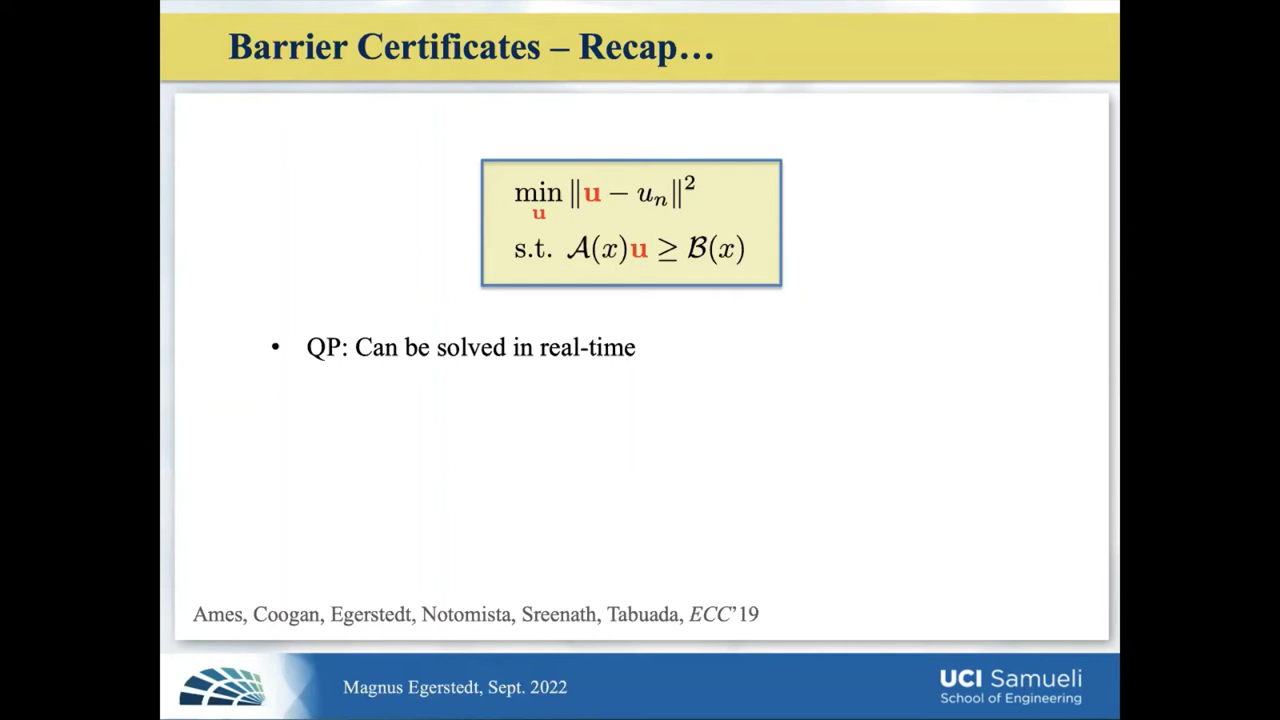 Barrier Certificates – Recap…
min ‖u − uₙ‖²
u
s.t. 𝒜(x)u ≥ ℬ(x)
• QP: Can be solved in real-time
Ames, Coogan, Egerstedt, Notomista, Sreenath, Tabuada, ECC’19
Magnus Egerstedt, Sept. 2022
UCI Samueli
School of Engineering